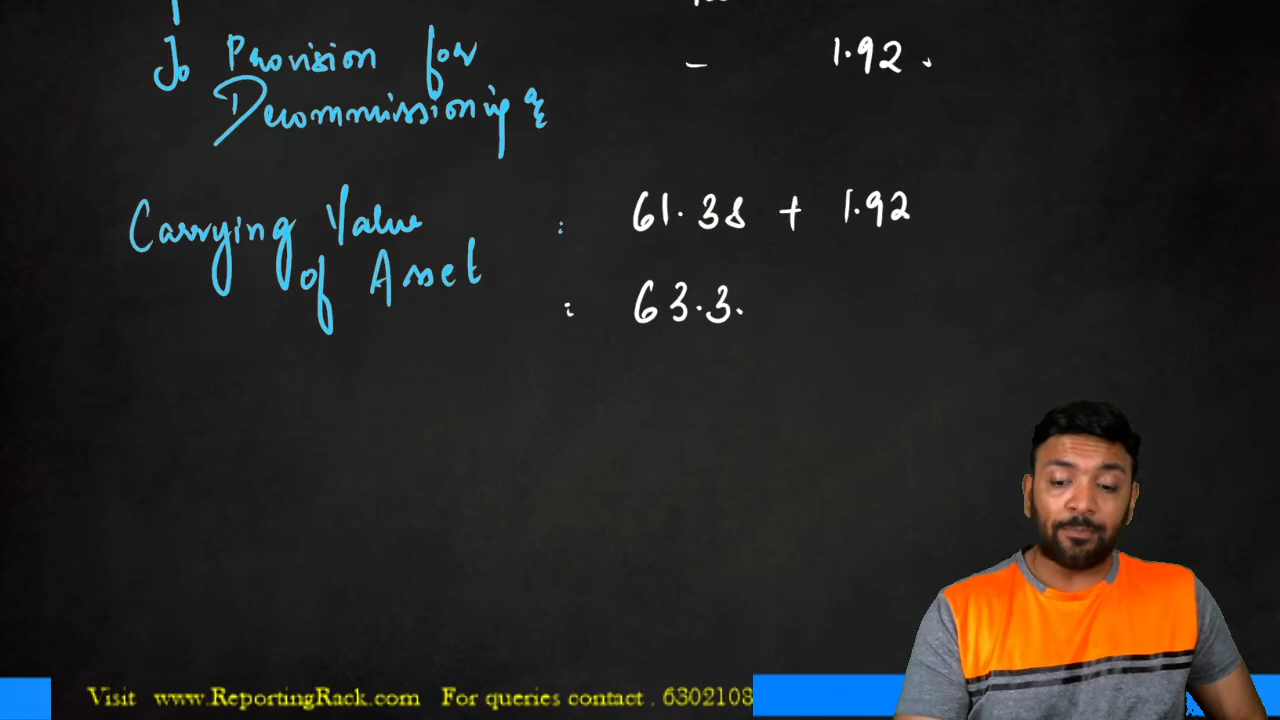 To Provision for - 1.92.
Decommissioning &
Carrying Value : 61.38 + 1.92
of Asset
: 63.3.
Visit www.ReportingRack.com For queries contact . 6302108